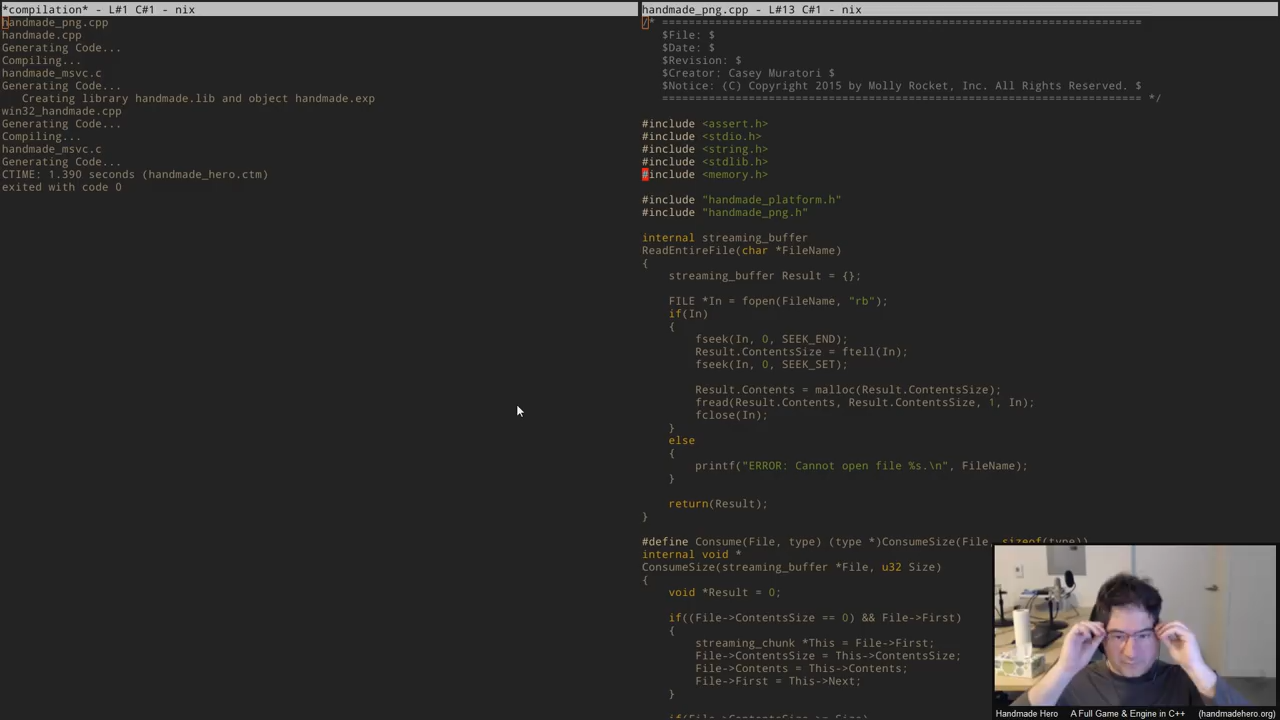 *compilation* - L#1 C#1 - nix
handmade_png.cpp
handmade.cpp
Generating Code...
Compiling...
handmade_msvc.c
Generating Code...
   Creating library handmade.lib and object handmade.exp
win32_handmade.cpp
Generating Code...
Compiling...
handmade_msvc.c
Generating Code...
CTIME: 1.390 seconds (handmade_hero.ctm)
exited with code 0
handmade_png.cpp - L#13 C#1 - nix
/* ========================================================================
   $File: $
   $Date: $
   $Revision: $
   $Creator: Casey Muratori $
   $Notice: (C) Copyright 2015 by Molly Rocket, Inc. All Rights Reserved. $
   ======================================================================== */
#include <assert.h>
#include <stdio.h>
#include <string.h>
#include <stdlib.h>
#include <memory.h>
#include "handmade_platform.h"
#include "handmade_png.h"
internal streaming_buffer
ReadEntireFile(char *FileName)
{
    streaming_buffer Result = {};
    FILE *In = fopen(FileName, "rb");
    if(In)
    {
        fseek(In, 0, SEEK_END);
        Result.ContentsSize = ftell(In);
        fseek(In, 0, SEEK_SET);
        Result.Contents = malloc(Result.ContentsSize);
        fread(Result.Contents, Result.ContentsSize, 1, In);
        fclose(In);
    }
    else
    {
        printf("ERROR: Cannot open file %s.\n", FileName);
    }
    return(Result);
}
#define Consume(File, type) (type *)ConsumeSize(File, sizeof(type))
internal void *
ConsumeSize(streaming_buffer *File, u32 Size)
{
    void *Result = 0;
    if((File->ContentsSize == 0) && File->First)
    {
        streaming_chunk *This = File->First;
        File->ContentsSize = This->ContentsSize;
        File->Contents = This->Contents;
        File->First = This->Next;
    }
Handmade Hero A Full Game & Engine in C++ (handmadehero.org)